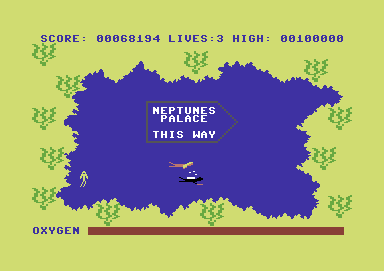 SCORE: 00068194 LIVES:3 HIGH: 00100000
NEPTUNES
PALACE
THIS WAY
OXYGEN